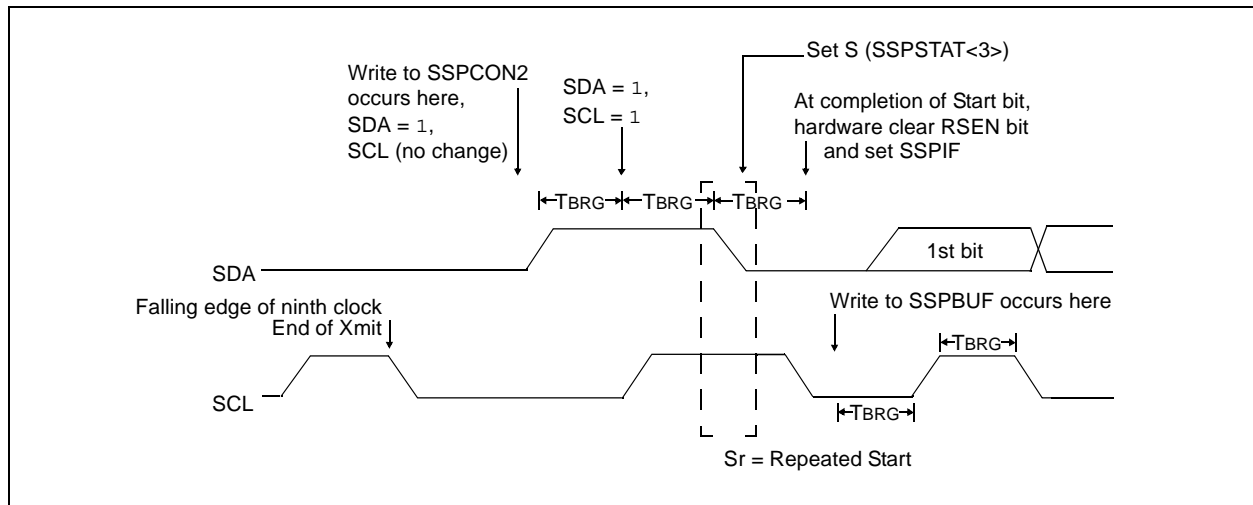 Set S (SSPSTAT<3>)
Write to SSPCON2
occurs here,
SDA = 1,
SCL (no change)
SDA = 1,
SCL = 1
At completion of Start bit,
hardware clear RSEN bit
and set SSPIF
TBRG
TBRG
TBRG
SDA
1st bit
Falling edge of ninth clock
End of Xmit
Write to SSPBUF occurs here
TBRG
SCL
TBRG
Sr = Repeated Start